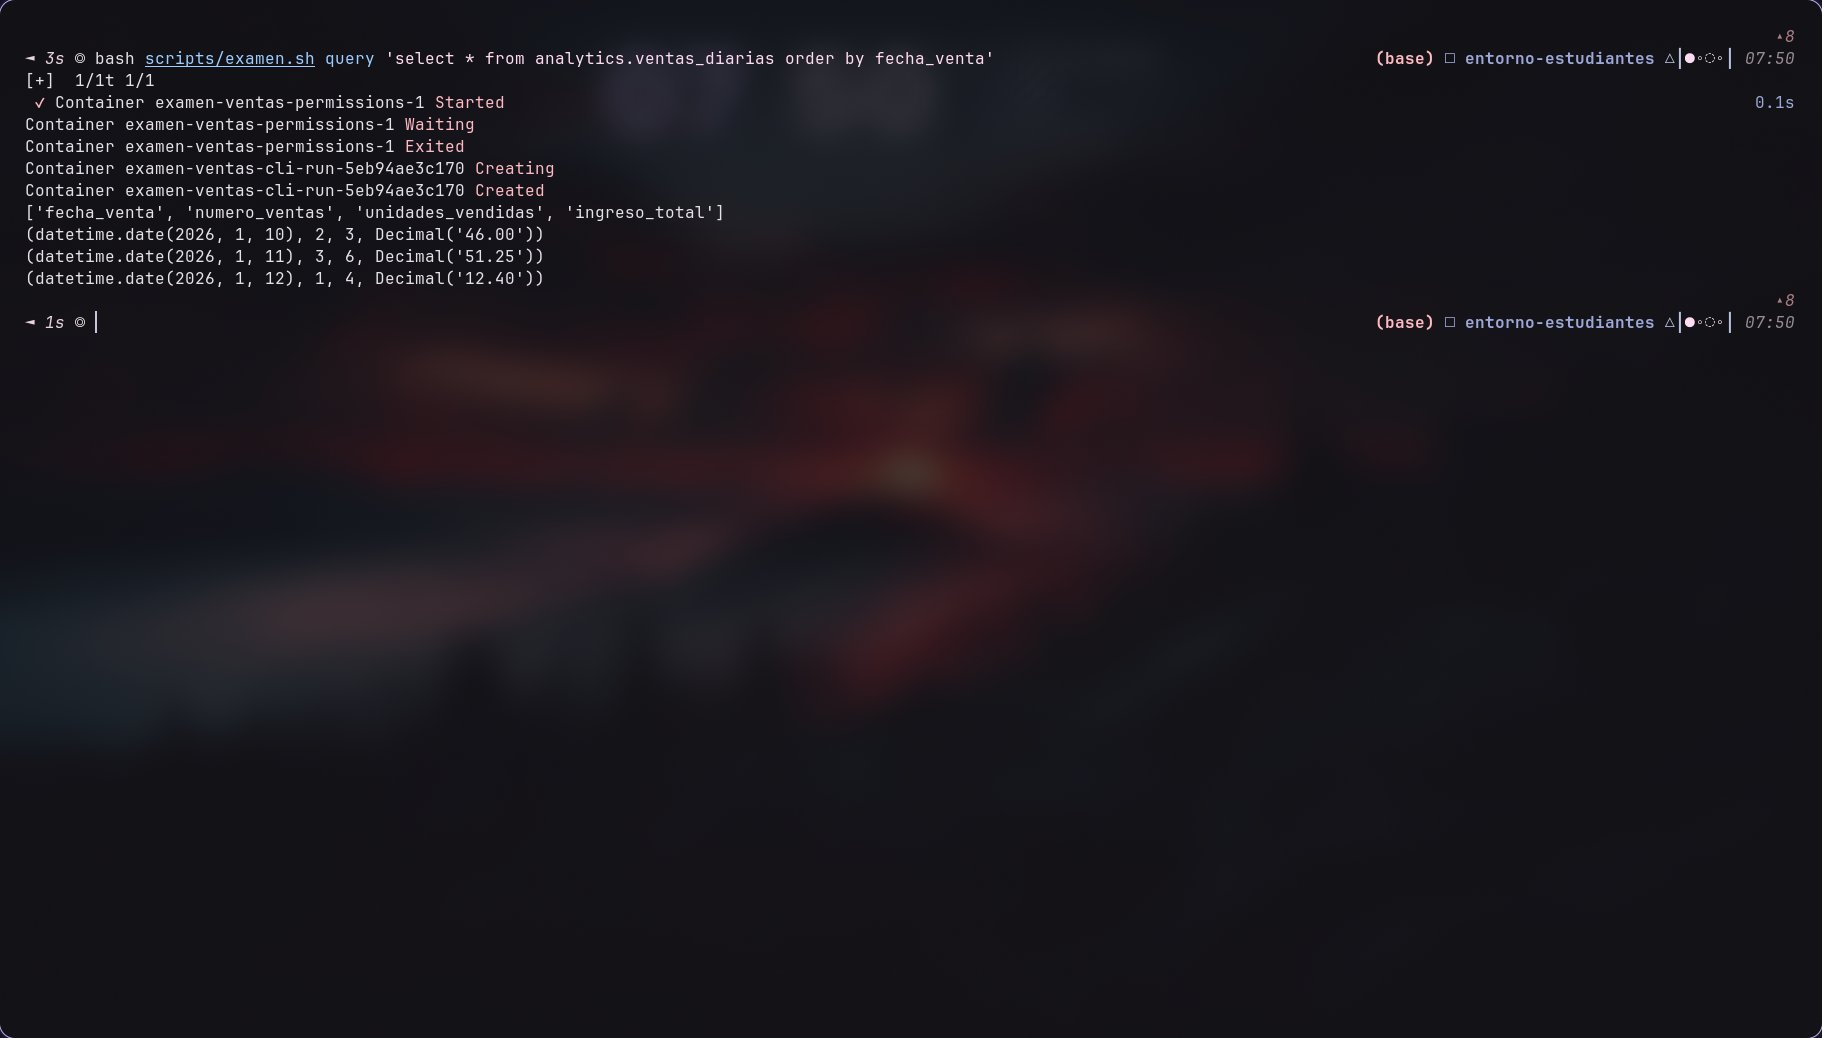 ▴8
◄ 3s ◎ bash scripts/examen.sh query 'select * from analytics.ventas_diarias order by fecha_venta' (base) □ entorno-estudiantes △|●∘◌∘| 07:50
[+]  1/1t 1/1
✓ Container examen-ventas-permissions-1 Started 0.1s
Container examen-ventas-permissions-1 Waiting
Container examen-ventas-permissions-1 Exited
Container examen-ventas-cli-run-5eb94ae3c170 Creating
Container examen-ventas-cli-run-5eb94ae3c170 Created
['fecha_venta', 'numero_ventas', 'unidades_vendidas', 'ingreso_total']
(datetime.date(2026, 1, 10), 2, 3, Decimal('46.00'))
(datetime.date(2026, 1, 11), 3, 6, Decimal('51.25'))
(datetime.date(2026, 1, 12), 1, 4, Decimal('12.40'))
▴8
◄ 1s ◎ (base) □ entorno-estudiantes △|●∘◌∘| 07:50